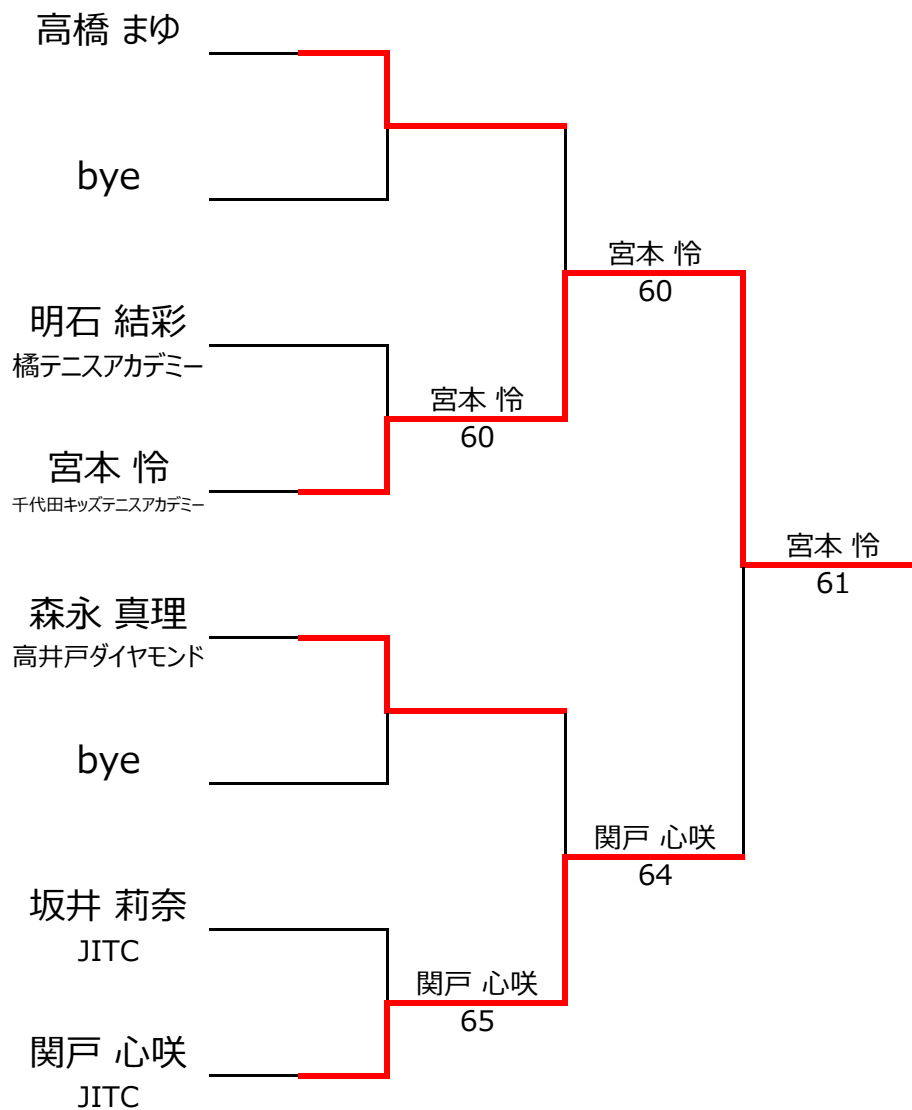 高橋 まゆ
bye
明石 結彩
橘テニスアカデミー
宮本 怜
千代田キッズテニスアカデミー
森永 真理
高井戸ダイヤモンド
bye
坂井 莉奈
JITC
関戸 心咲
JITC
宮本 怜
60
関戸 心咲
65
宮本 怜
60
関戸 心咲
64
宮本 怜
61